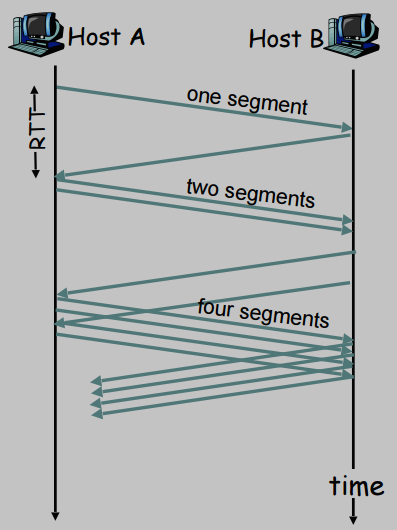 Host A
Host B
one segment
RTT
two segments
four segments
time